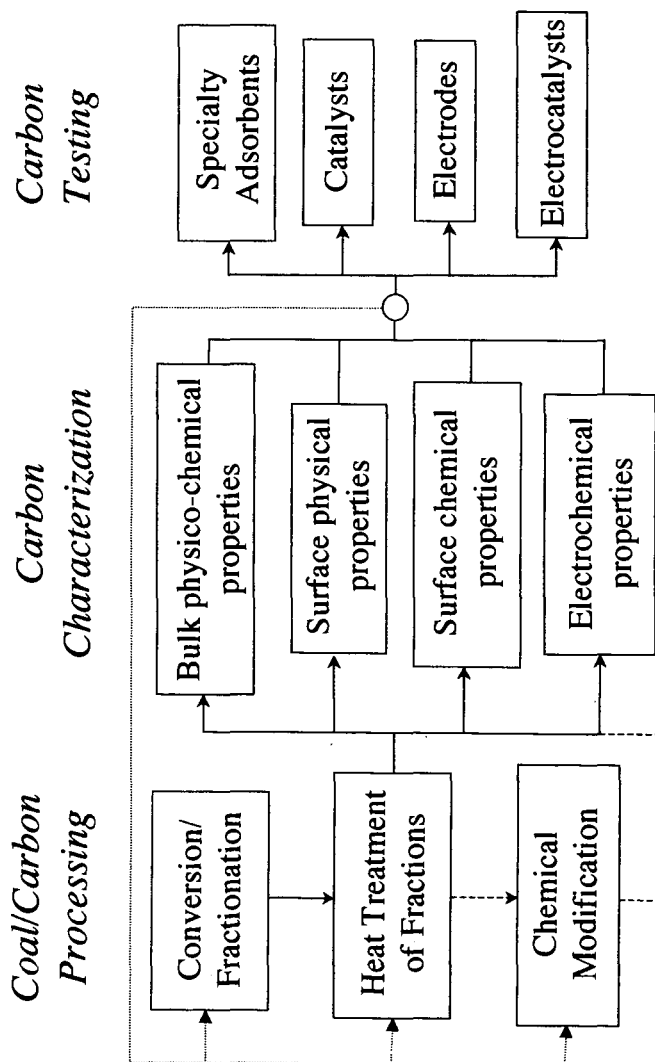 Coal/Carbon
Processing
Conversion/
Fractionation
Heat Treatment
of Fractions
Chemical
Modification
Carbon
Characterization
Bulk physico-chemical
properties
Surface physical
properties
Surface chemical
properties
Electrochemical
properties
Carbon
Testing
Specialty
Adsorbents
Catalysts
Electrodes
Electrocatalysts